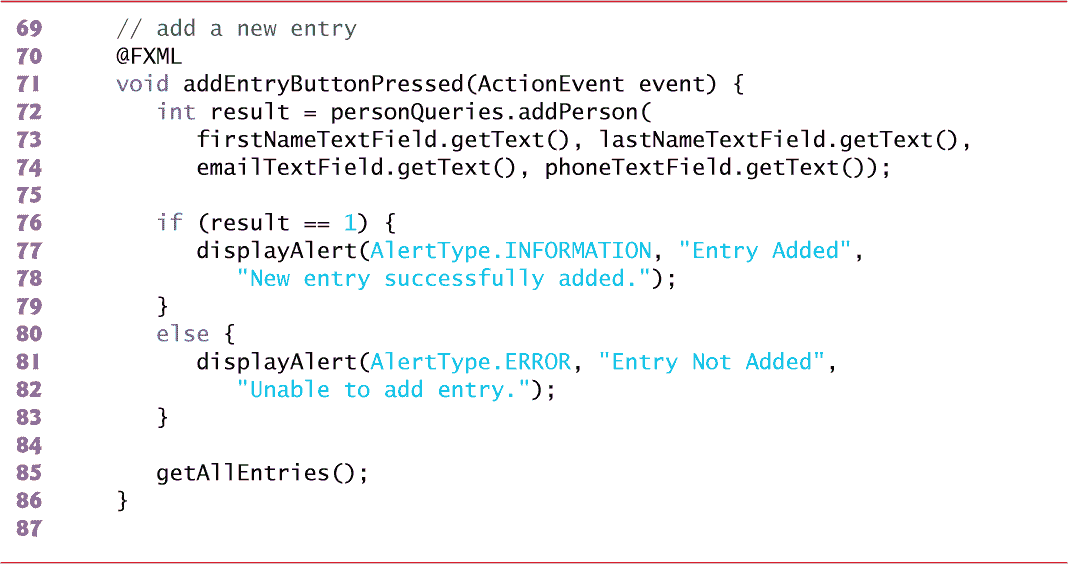 69 // add a new entry
70 @FXML
71 void addEntryButtonPressed(ActionEvent event) {
72 int result = personQueries.addPerson(
73 firstNameTextField.getText(), lastNameTextField.getText(),
74 emailTextField.getText(), phoneTextField.getText());
75
76 if (result == 1) {
77 displayAlert(AlertType.INFORMATION, "Entry Added",
78 "New entry successfully added.");
79 }
80 else {
81 displayAlert(AlertType.ERROR, "Entry Not Added",
82 "Unable to add entry.");
83 }
84
85 getAllEntries();
86 }
87